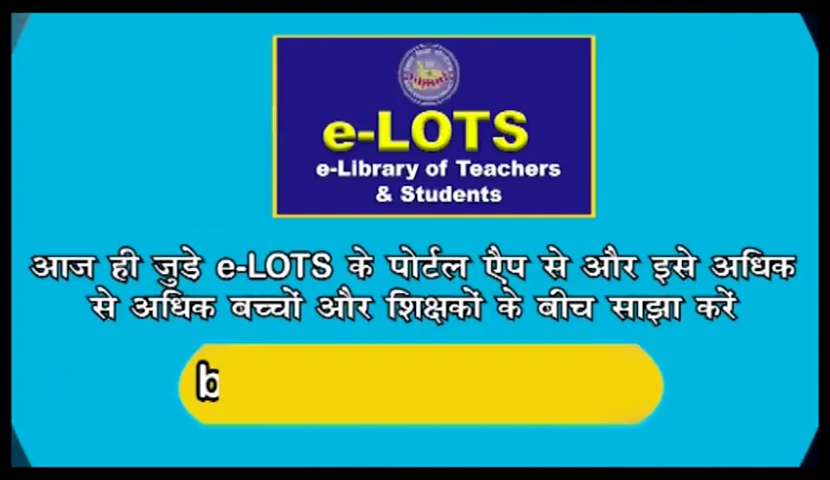 e-LOTS
e-Library of Teachers
& Students
आज ही जुडे e-LOTS के पोर्टल ऐप से और इसे अधिक
से अधिक बच्चों और शिक्षकों के बीच साझा करें
b